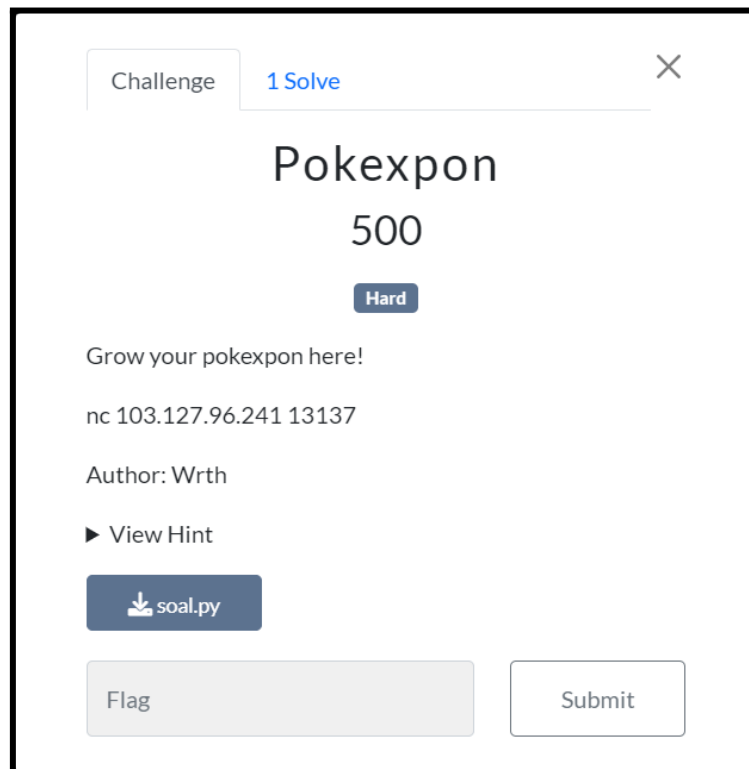 Challenge
1 Solve
Pokexpon
500
Hard
Grow your pokexpon here!
nc 103.127.96.241 13137
Author: Wrth
View Hint
soal.py
Flag
Submit